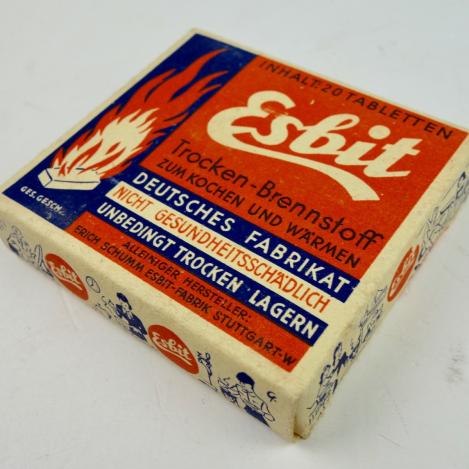 INHALT: 20 TABLETTEN
Esbit
Trocken-Brennstoff
ZUM KOCHEN UND WÄRMEN
GES. GESCH.
DEUTSCHES FABRIKAT
NICHT GESUNDHEITSSCHÄDLICH
UNBEDINGT TROCKEN LAGERN
ALLEINIGER HERSTELLER:
ERICH SCHUMM ESBIT-FABRIK STUTTGART-W
Esbit
Esbit
Esbit